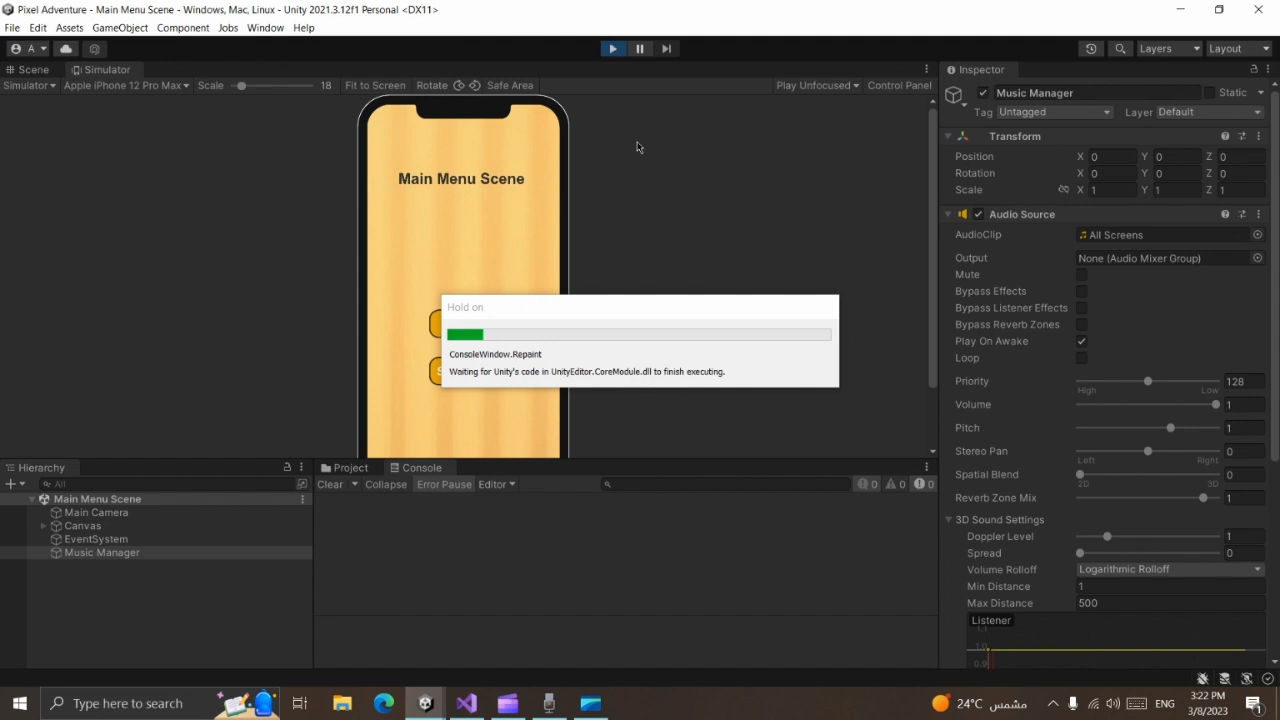 Pixel Adventure - Main Menu Scene - Windows, Mac, Linux - Unity 2021.3.12f1 Personal <DX11>
File Edit Assets GameObject Component Jobs Window Help
A Layers Layout
Scene Simulator
Simulator Apple iPhone 12 Pro Max Scale 18 Fit to Screen Rotate Safe Area Play Unfocused Control Panel
Main Menu Scene
Hold on
ConsoleWindow.Repaint
Waiting for Unity's code in UnityEditor.CoreModule.dll to finish executing.
S
Hierarchy
All
Main Menu Scene
Main Camera
Canvas
EventSystem
Music Manager
Project Console
Clear Collapse Error Pause Editor 0 0 0
Inspector
Music Manager Static
Tag Untagged Layer Default
Transform
Position X 0 Y 0 Z 0
Rotation X 0 Y 0 Z 0
Scale X 1 Y 1 Z 1
Audio Source
AudioClip All Screens
Output None (Audio Mixer Group)
Mute
Bypass Effects
Bypass Listener Effects
Bypass Reverb Zones
Play On Awake
Loop
Priority 128
High Low
Volume 1
Pitch 1
Stereo Pan 0
Left Right
Spatial Blend 0
2D 3D
Reverb Zone Mix 1
3D Sound Settings
Doppler Level 1
Spread 0
Volume Rolloff Logarithmic Rolloff
Min Distance 1
Max Distance 500
Listener
1.1
1.0
0.9
Type here to search
24°C مشمس
ENG
3:22 PM
3/8/2023
1